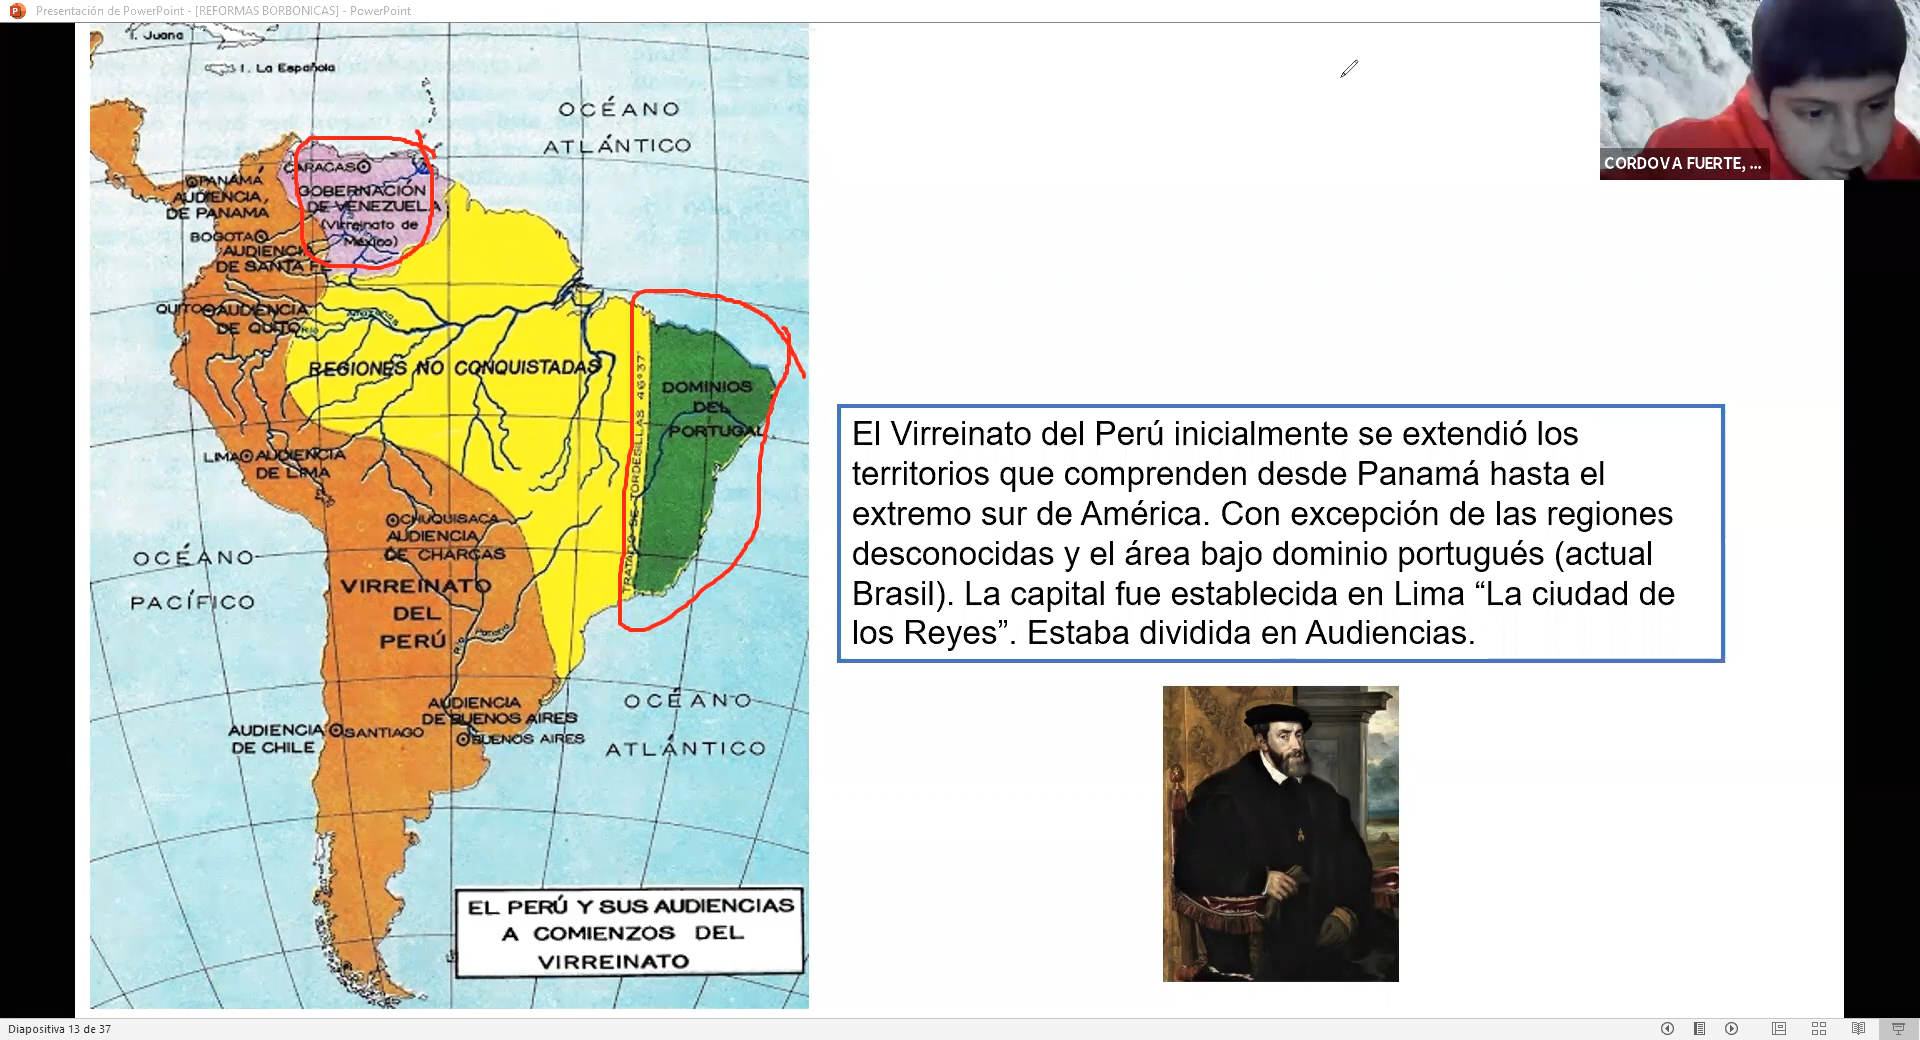 Presentación de PowerPoint - [REFORMAS BORBONICAS] - PowerPoint
I. Juana
I. La Española
OCÉANO
ATLÁNTICO
CARACAS
GOBERNACIÓN
DE VENEZUELA
(Virreinato de
México)
PANAMÁ
AUDIENCIA
DE PANAMA
BOGOTA
AUDIENCIA
DE SANTA FE
QUITO AUDIENCIA
DE QUITO
Río
Amazonas
REGIONES NO CONQUISTADAS
TRATADO DE TORDESILLAS 46°37'
DOMINIOS
DEL
PORTUGAL
LIMA AUDIENCIA
DE LIMA
CHUQUISACA
AUDIENCIA
DE CHARCAS
OCÉANO
PACÍFICO
VIRREINATO
DEL
PERÚ
Río Paraná
AUDIENCIA
DE BUENOS AIRES
BUENOS AIRES
AUDIENCIA
DE CHILE
SANTIAGO
OCÉANO
ATLÁNTICO
EL PERÚ Y SUS AUDIENCIAS
A COMIENZOS DEL
VIRREINATO
El Virreinato del Perú inicialmente se extendió los
territorios que comprenden desde Panamá hasta el
extremo sur de América. Con excepción de las regiones
desconocidas y el área bajo dominio portugués (actual
Brasil). La capital fue establecida en Lima “La ciudad de
los Reyes”. Estaba dividida en Audiencias.
CORDOVA FUERTE, ...
Diapositiva 13 de 37